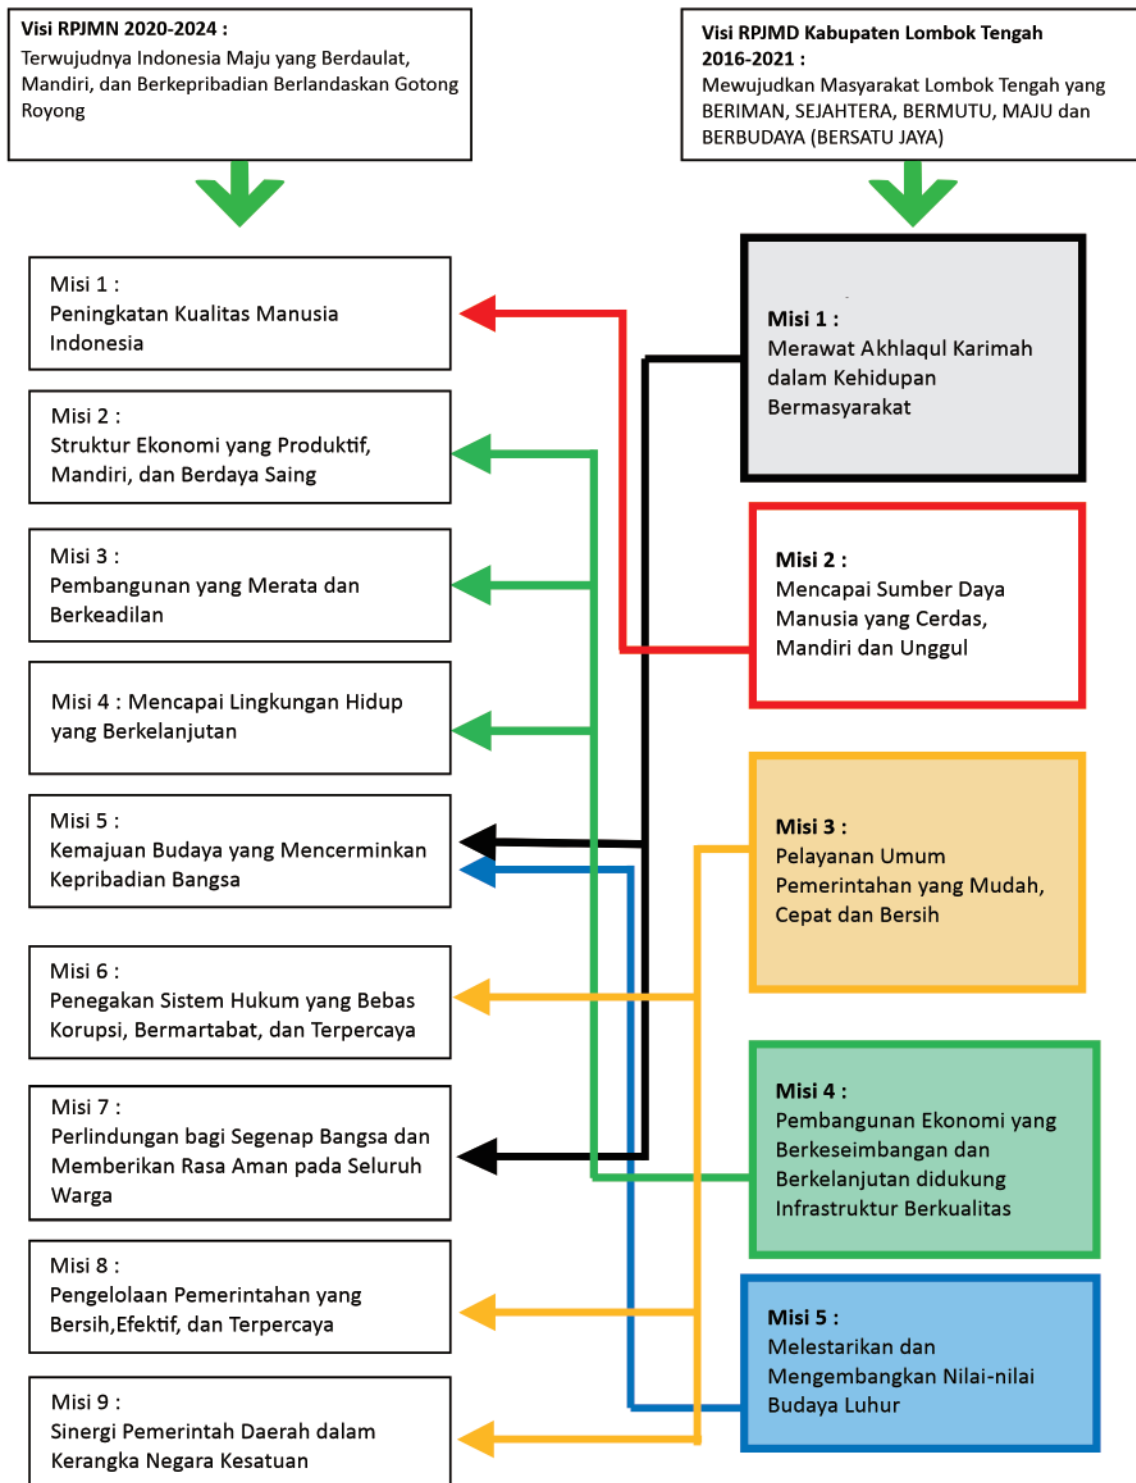 Visi RPJMN 2020-2024 :
Terwujudnya Indonesia Maju yang Berdaulat,
Mandiri, dan Berkepribadian Berlandaskan Gotong
Royong
Misi 1 :
Peningkatan Kualitas Manusia
Indonesia
Misi 2 :
Struktur Ekonomi yang Produktif,
Mandiri, dan Berdaya Saing
Misi 3 :
Pembangunan yang Merata dan
Berkeadilan
Misi 4 : Mencapai Lingkungan Hidup
yang Berkelanjutan
Misi 5 :
Kemajuan Budaya yang Mencerminkan
Kepribadian Bangsa
Misi 6 :
Penegakan Sistem Hukum yang Bebas
Korupsi, Bermartabat, dan Terpercaya
Misi 7 :
Perlindungan bagi Segenap Bangsa dan
Memberikan Rasa Aman pada Seluruh
Warga
Misi 8 :
Pengelolaan Pemerintahan yang
Bersih,Efektif, dan Terpercaya
Misi 9 :
Sinergi Pemerintah Daerah dalam
Kerangka Negara Kesatuan
Visi RPJMD Kabupaten Lombok Tengah
2016-2021 :
Mewujudkan Masyarakat Lombok Tengah yang
BERIMAN, SEJAHTERA, BERMUTU, MAJU dan
BERBUDAYA (BERSATU JAYA)
Misi 1 :
Merawat Akhlaqul Karimah
dalam Kehidupan
Bermasyarakat
Misi 2 :
Mencapai Sumber Daya
Manusia yang Cerdas,
Mandiri dan Unggul
Misi 3 :
Pelayanan Umum
Pemerintahan yang Mudah,
Cepat dan Bersih
Misi 4 :
Pembangunan Ekonomi yang
Berkeseimbangan dan
Berkelanjutan didukung
Infrastruktur Berkualitas
Misi 5 :
Melestarikan dan
Mengembangkan Nilai-nilai
Budaya Luhur